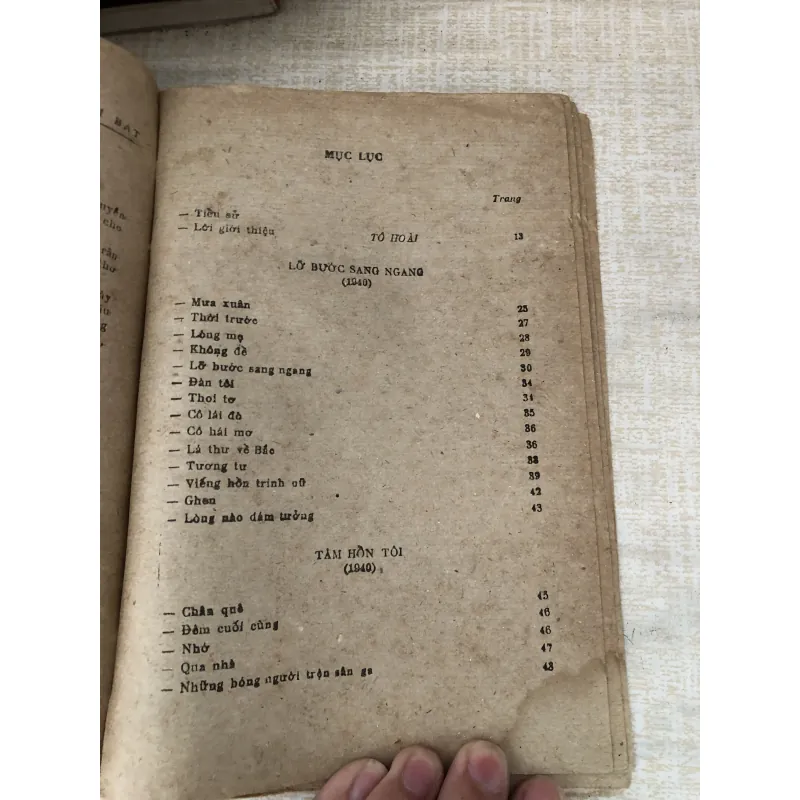 BẠT
MỤC LỤC
Trang
— Tiểu sử
— Lời giới thiệu TÔ HOÀI 13
LỠ BƯỚC SANG NGANG
(1940)
— Mưa xuân 25
— Thời trước 27
— Lòng mẹ 28
— Không đề 29
— Lỡ bước sang ngang 30
— Đàn tôi 34
— Thoi tơ 34
— Cô lái đò 35
— Cô hái mơ 36
— Lá thư về Bắc 36
— Tương tư 38
— Viếng hồn trinh nữ 39
— Ghen 42
— Lòng nào dám tưởng 43
TÂM HỒN TÔI
(1940)
— Chân quê 45
— Đêm cuối cùng 46
— Nhớ 46
— Qua nhà 47
— Những bóng người trên sân ga 48